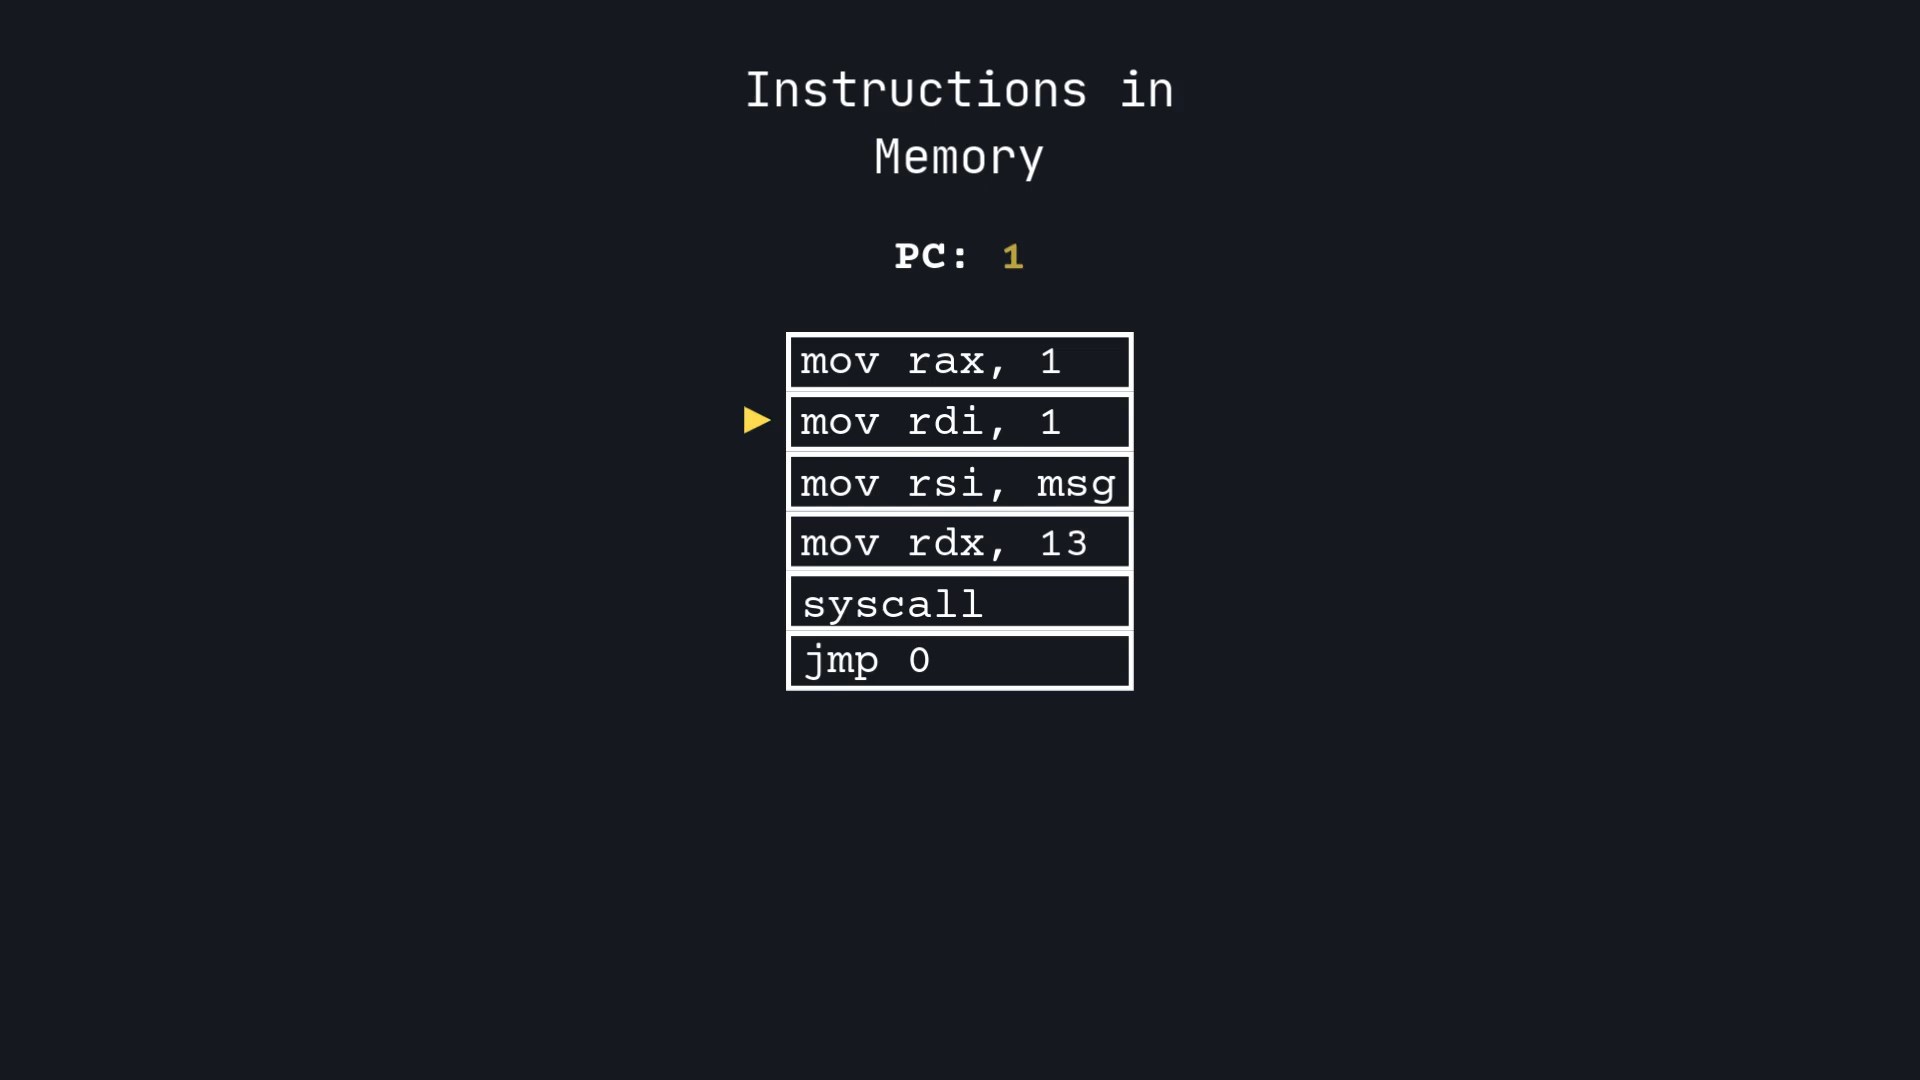 Instructions in
Memory
PC: 1
mov rax, 1
mov rdi, 1
mov rsi, msg
mov rdx, 13
syscall
jmp 0